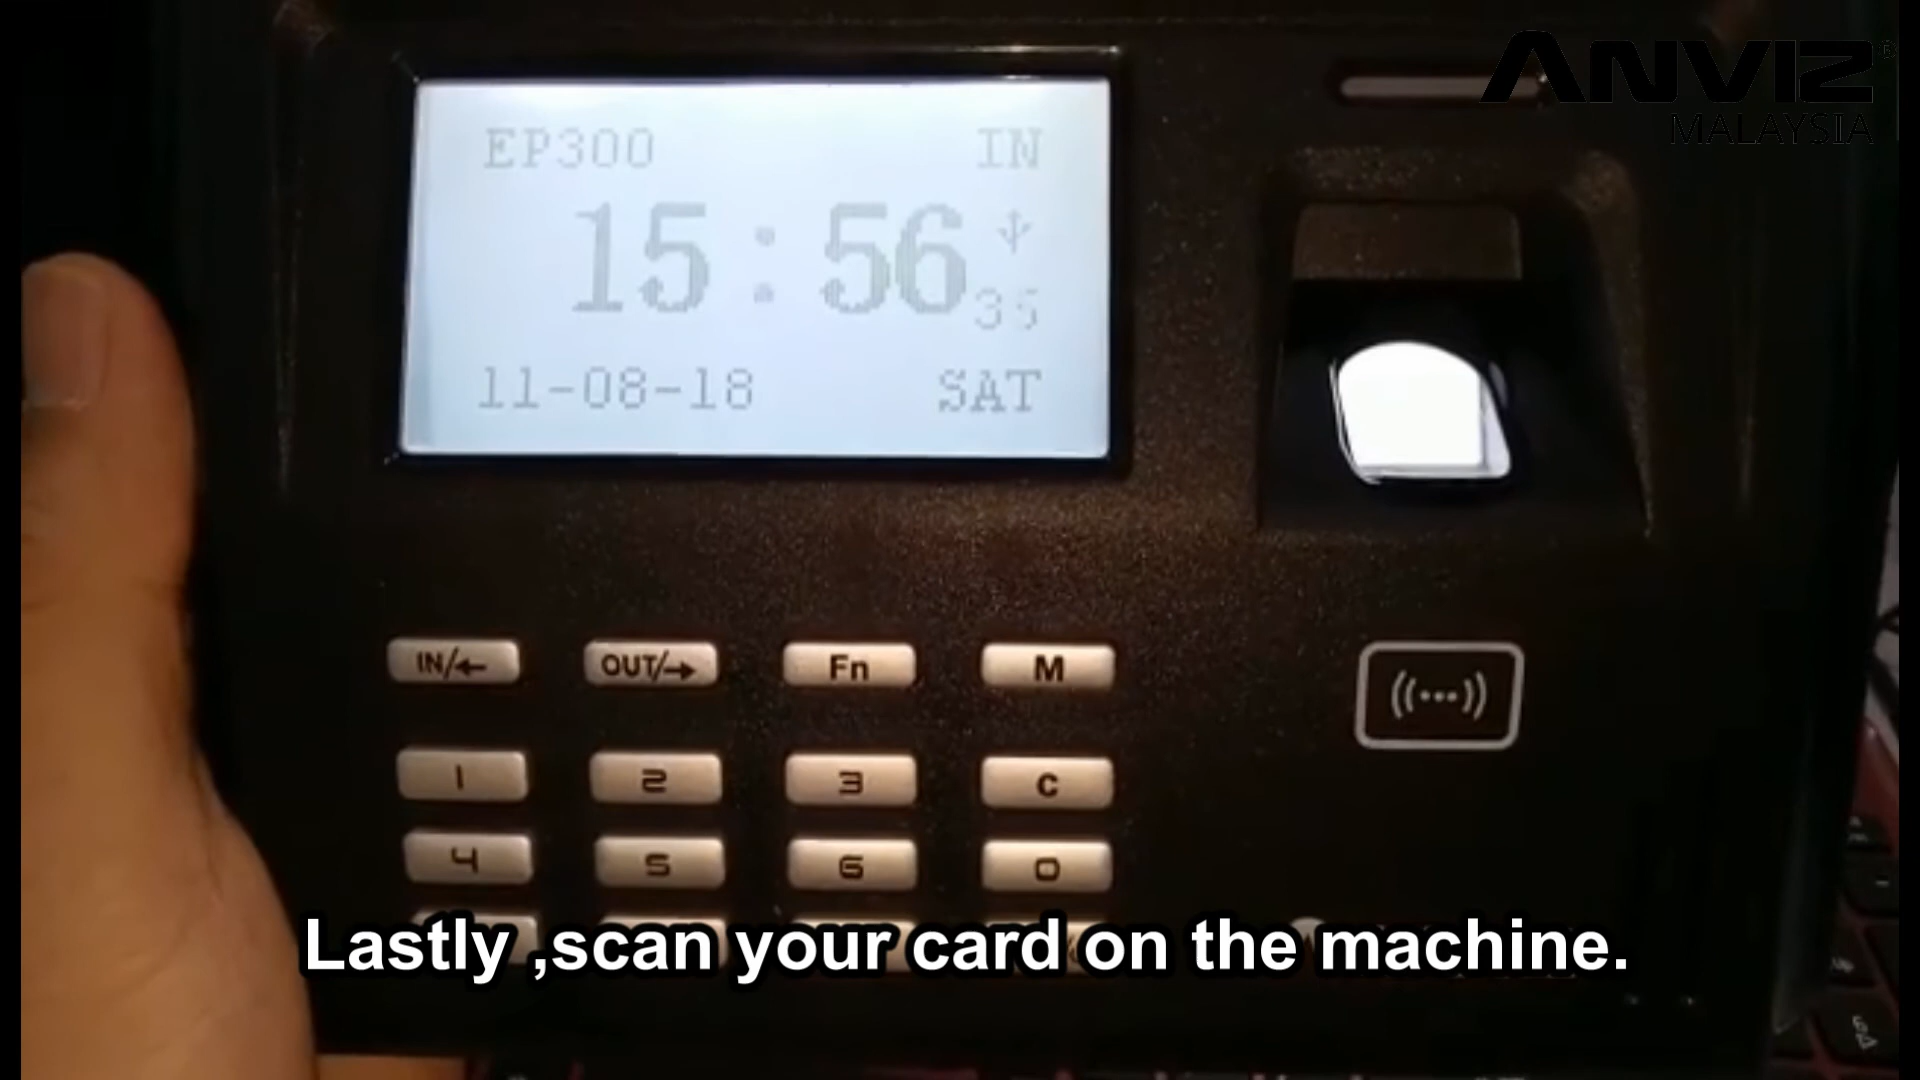 ANVIZ
MALAYSIA
EP300 IN
15:56
11-08-18 SAT
IN/← OUT/→ Fn M
1 2 3 C
4 5 6 0
Lastly ,scan your card on the machine.